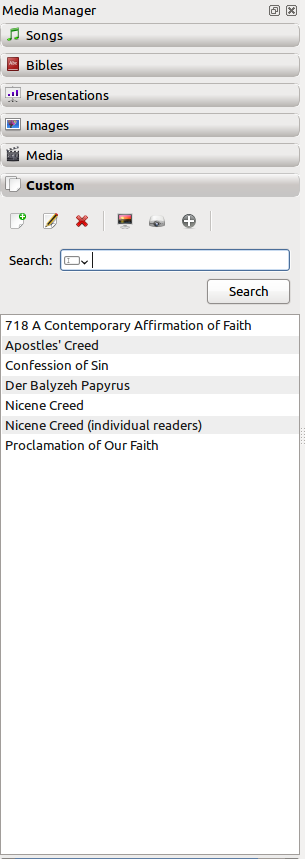 Media Manager
Songs
Bibles
Presentations
Images
Media
Custom
Search:
Search
718 A Contemporary Affirmation of Faith
Apostles' Creed
Confession of Sin
Der Balyzeh Papyrus
Nicene Creed
Nicene Creed (individual readers)
Proclamation of Our Faith